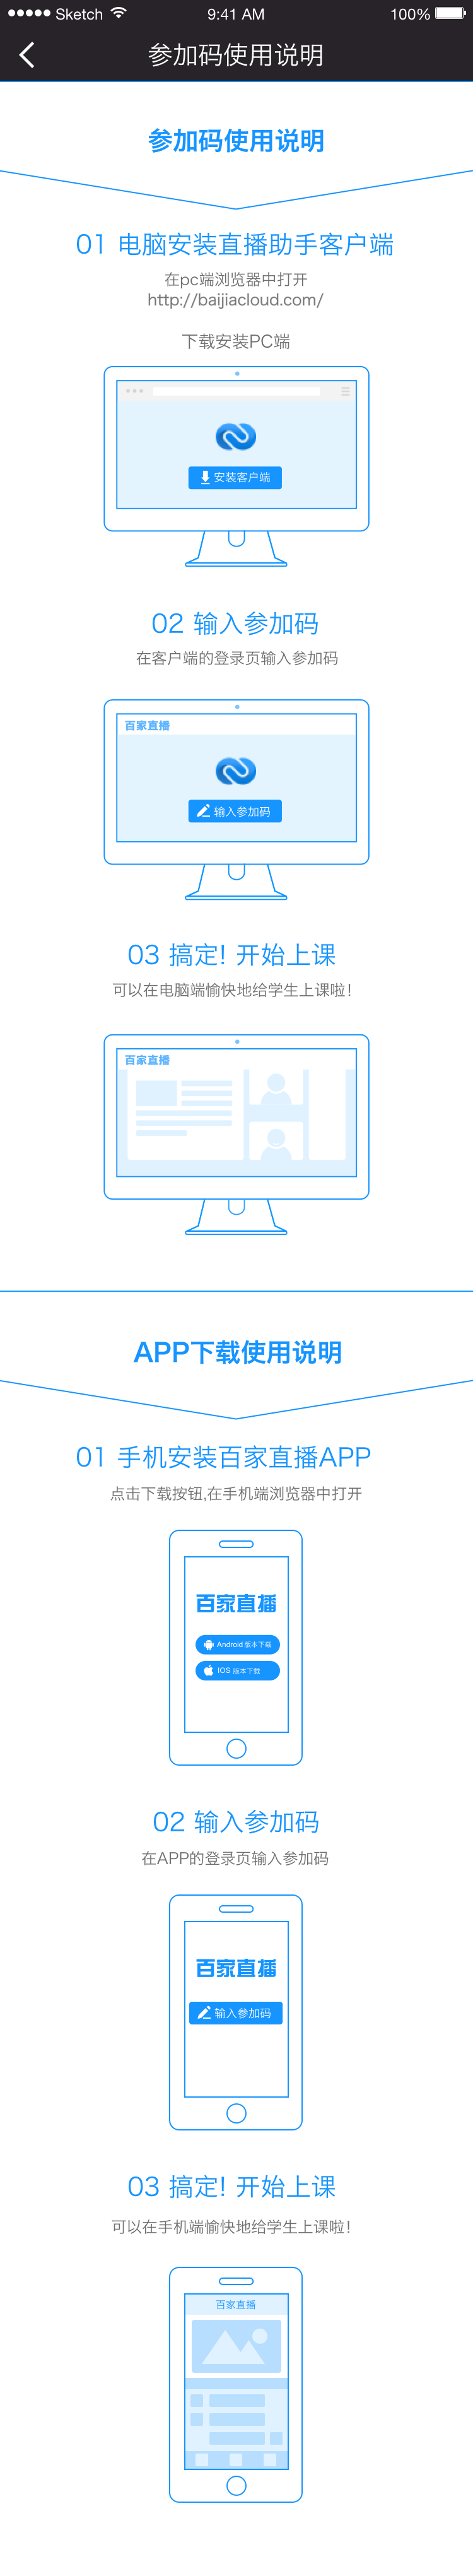 Sketch 9:41 AM 100%
参加码使用说明
参加码使用说明
01 电脑安装直播助手客户端
在pc端浏览器中打开
http://baijiacloud.com/
下载安装PC端
安装客户端
02 输入参加码
在客户端的登录页输入参加码
百家直播
输入参加码
03 搞定! 开始上课
可以在电脑端愉快地给学生上课啦!
百家直播
APP下载使用说明
01 手机安装百家直播APP
点击下载按钮,在手机端浏览器中打开
百家直播
Android 版本下载
IOS 版本下载
02 输入参加码
在APP的登录页输入参加码
百家直播
输入参加码
03 搞定! 开始上课
可以在手机端愉快地给学生上课啦!
百家直播